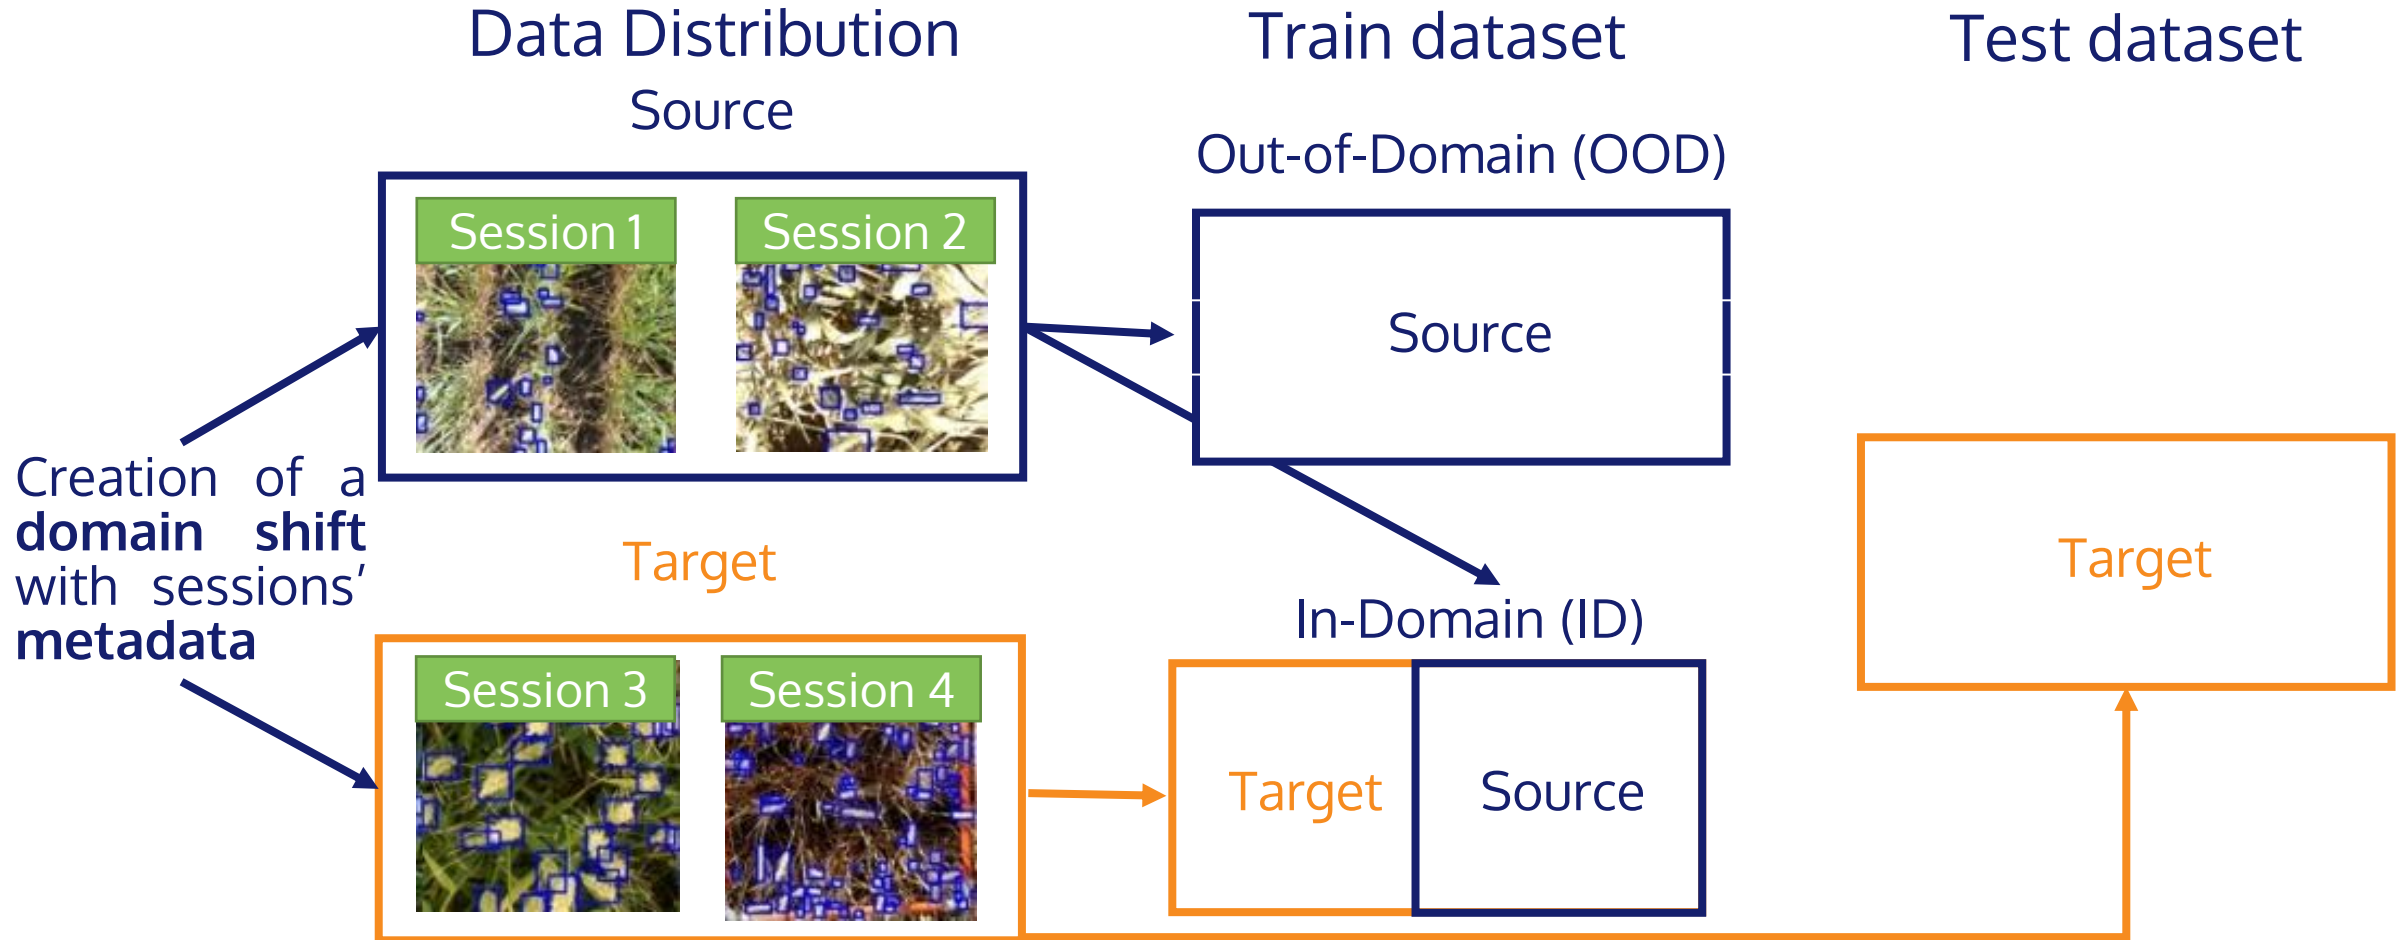 Data Distribution
Train dataset
Test dataset
Source
Out-of-Domain (OOD)
Session 1
Session 2
Source
Creation of a
domain shift
with sessions’
metadata
Target
Target
In-Domain (ID)
Session 3
Session 4
Target
Source